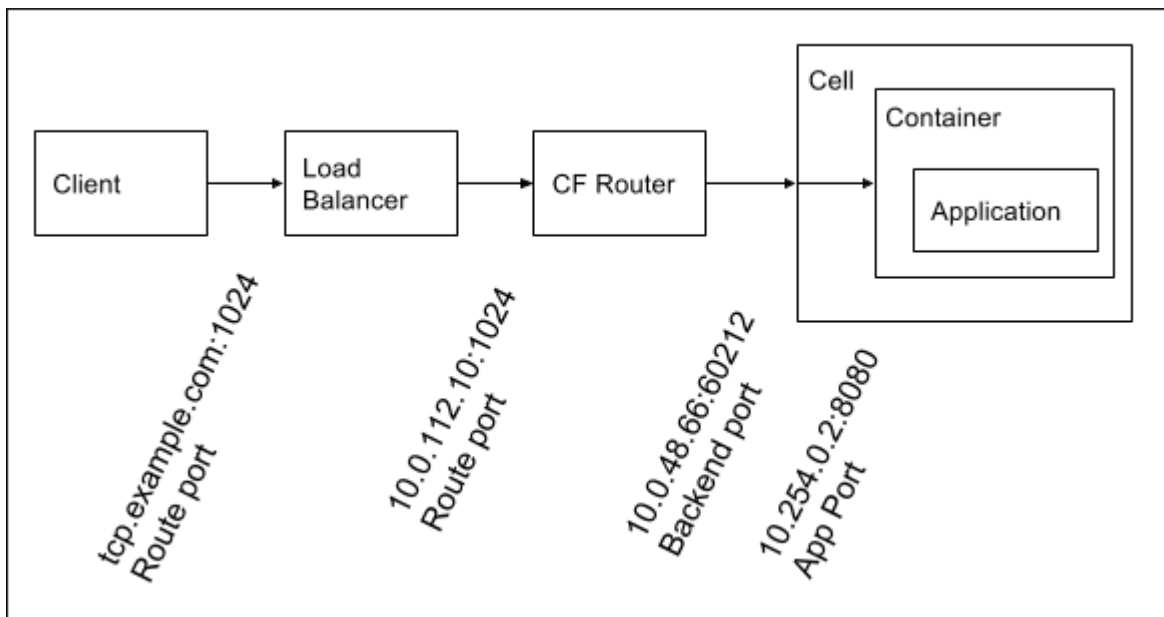 Client
Load
Balancer
CF Router
Cell
Container
Application
tcp.example.com:1024
Route port
10.0.112.10:1024
Route port
10.0.48.66:60212
Backend port
10.254.0.2:8080
App Port